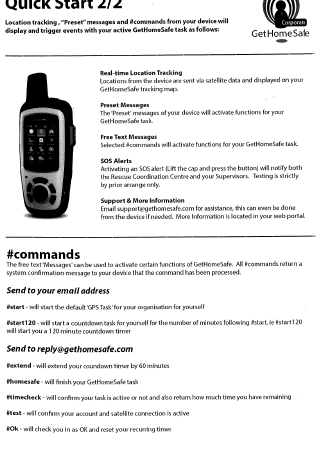 Quick Start 2/2
Location tracking , "Preset" messages and #commands from your device will
display and trigger events with your active GetHomeSafe task as follows:
Corporate
GetHomeSafe
Real-time Location Tracking
Locations from the device are sent via satellite data and displayed on your
GetHomeSafe tracking map.
Preset Messages
The 'Preset' messages of your device will activate functions for your
GetHomeSafe task.
Free Text Messages
Selected #commands will activate functions for your GetHomeSafe task.
SOS Alerts
Activating an SOS alert (Lift the cap and press the button) will notify both
the Rescue Coordination Centre and your Supervisors. Testing is strictly
by prior arrange only.
Support & More Information
Email support@gethomesafe.com for assistance, this can even be done
from the device if needed. More Information is located in your web portal.
#commands
The free text 'Messages' can be used to activate certain functions of GetHomeSafe. All #commands return a
system confirmation message to your device that the command has been processed.
Send to your email address
#start - will start the default 'GPS Task' for your organisation for yourself
#start120 - will start a countdown task for yourself for the number of minutes following #start, ie #start120
will start you a 120 minute countdown timer
Send to reply@gethomesafe.com
#extend - will extend your coundown timer by 60 minutes
#homesafe - will finish your GetHomeSafe task
#timecheck - will confirm your task is active or not and also return how much time you have remaining
#test - will confirm your account and satellite connection is active
#Ok - will check you in as OK and reset your recurring timer